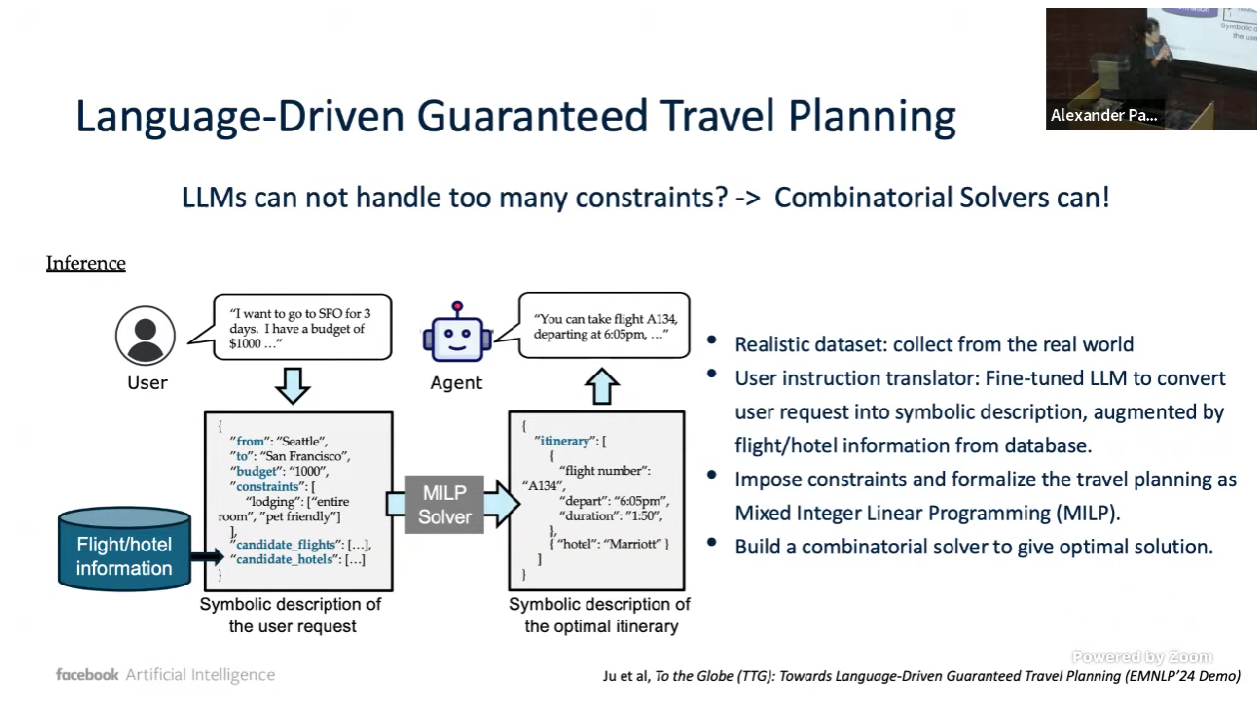 Language-Driven Guaranteed Travel Planning
Alexander Pa...
LLMs can not handle too many constraints? -> Combinatorial Solvers can!
Inference
"I want to go to SFO for 3
days. I have a budget of
$1000 ..."
User
"You can take flight A134,
departing at 6:05pm, ..."
Agent
{
"from": "Seattle",
"to": "San Francisco",
"budget": "1000",
"constraints": [
"lodging": ["entire
room", "pet friendly"]
],
"candidate_flights": [...],
"candidate_hotels": [...]
}
Flight/hotel
information
Symbolic description of
the user request
MILP
Solver
{
"itinerary": [
{
"flight number":
"A134",
"depart": "6:05pm",
"duration": "1:50",
},
{ "hotel": "Marriott" }
]
}
Symbolic description of
the optimal itinerary
• Realistic dataset: collect from the real world
• User instruction translator: Fine-tuned LLM to convert
user request into symbolic description, augmented by
flight/hotel information from database.
• Impose constraints and formalize the travel planning as
Mixed Integer Linear Programming (MILP).
• Build a combinatorial solver to give optimal solution.
Powered by Zoom
facebook Artificial Intelligence
Ju et al, To the Globe (TTG): Towards Language-Driven Guaranteed Travel Planning (EMNLP'24 Demo)